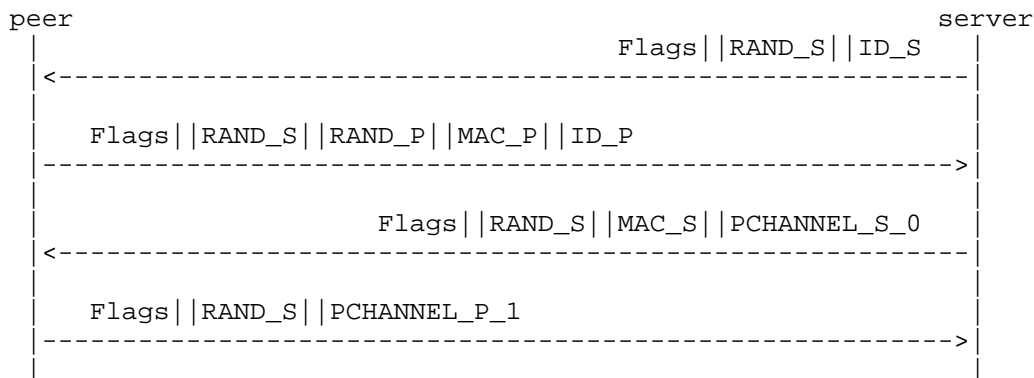 peer server
Flags||RAND_S||ID_S
Flags||RAND_S||RAND_P||MAC_P||ID_P
Flags||RAND_S||MAC_S||PCHANNEL_S_0
Flags||RAND_S||PCHANNEL_P_1